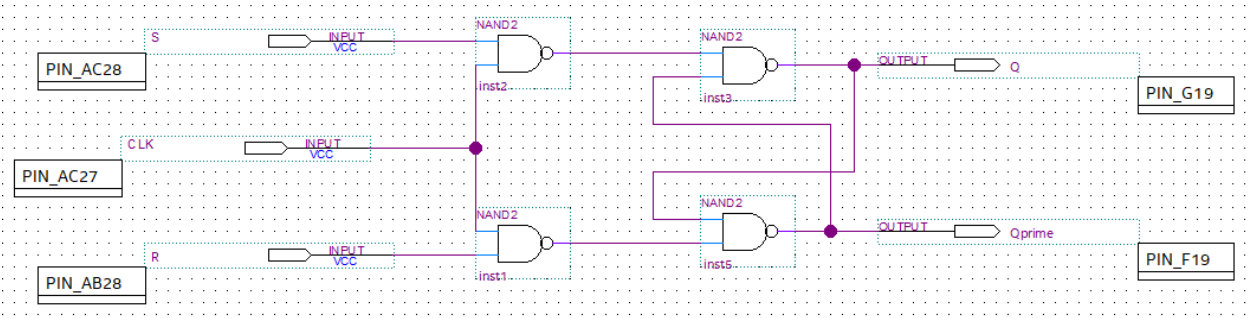 S
INPUT
VCC
PIN_AC28
NAND2
inst2
NAND2
inst3
OUTPUT
Q
PIN_G19
CLK
INPUT
VCC
PIN_AC27
R
INPUT
VCC
PIN_AB28
NAND2
inst1
NAND2
inst5
OUTPUT
Qprime
PIN_F19